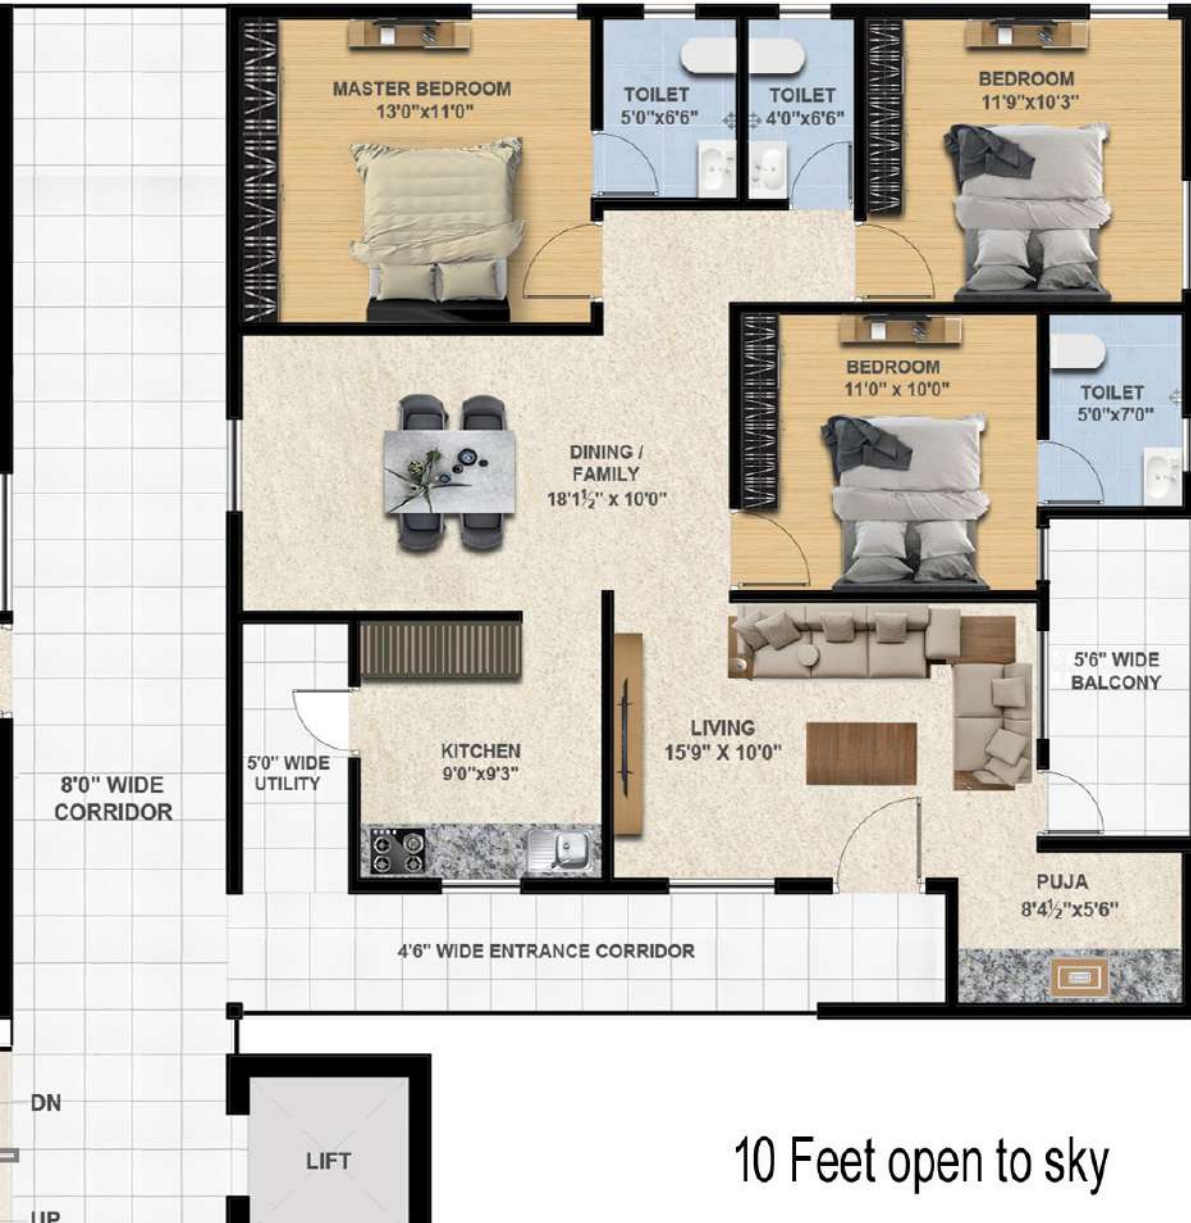 MASTER BEDROOM
13'0"x11'0"
TOILET
5'0"x6'6"
TOILET
4'0"x6'6"
BEDROOM
11'9"x10'3"
BEDROOM
11'0" x 10'0"
TOILET
5'0"x7'0"
DINING /
FAMILY
18'1½" x 10'0"
5'6" WIDE
BALCONY
LIVING
15'9" X 10'0"
KITCHEN
9'0"x9'3"
5'0" WIDE
UTILITY
8'0" WIDE
CORRIDOR
PUJA
8'4½"x5'6"
4'6" WIDE ENTRANCE CORRIDOR
DN
LIFT
10 Feet open to sky
UP